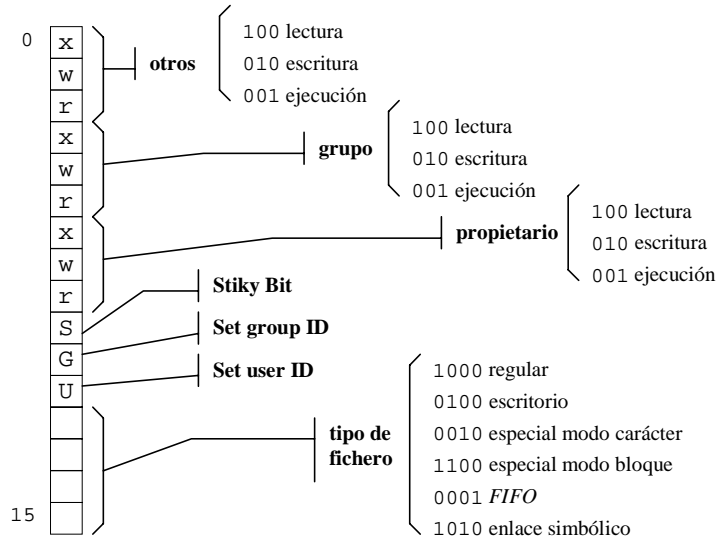 0
x
w
r
x
w
r
x
w
r
S
G
U
15
otros
100 lectura
010 escritura
001 ejecución
grupo
100 lectura
010 escritura
001 ejecución
propietario
100 lectura
010 escritura
001 ejecución
Stiky Bit
Set group ID
Set user ID
tipo de
fichero
1000 regular
0100 escritorio
0010 especial modo carácter
1100 especial modo bloque
0001 FIFO
1010 enlace simbólico